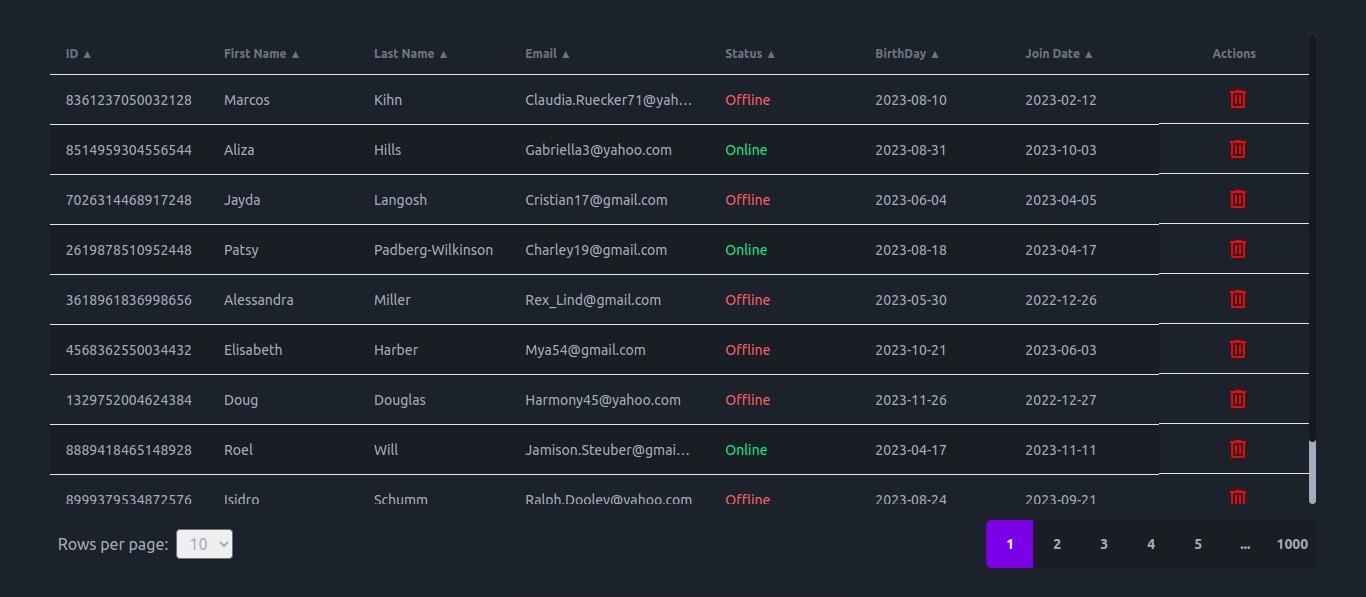 ID ▲ First Name ▲ Last Name ▲ Email ▲ Status ▲ BirthDay ▲ Join Date ▲ Actions
8361237050032128 Marcos Kihn Claudia.Ruecker71@yah... Offline 2023-08-10 2023-02-12
8514959304556544 Aliza Hills Gabriella3@yahoo.com Online 2023-08-31 2023-10-03
7026314468917248 Jayda Langosh Cristian17@gmail.com Offline 2023-06-04 2023-04-05
2619878510952448 Patsy Padberg-Wilkinson Charley19@gmail.com Online 2023-08-18 2023-04-17
3618961836998656 Alessandra Miller Rex_Lind@gmail.com Offline 2023-05-30 2022-12-26
4568362550034432 Elisabeth Harber Mya54@gmail.com Offline 2023-10-21 2023-06-03
1329752004624384 Doug Douglas Harmony45@yahoo.com Offline 2023-11-26 2022-12-27
8889418465148928 Roel Will Jamison.Steuber@gmai... Online 2023-04-17 2023-11-11
8999379534872576 Isidro Schumm Ralph.Dooley@yahoo.com Offline 2023-08-24 2023-09-21
Rows per page: 10 1 2 3 4 5 ... 1000